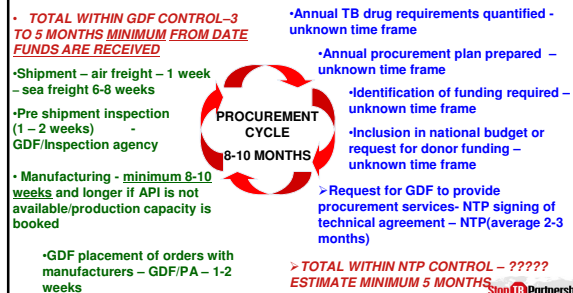 • TOTAL WITHIN GDF CONTROL–3
TO 5 MONTHS MINIMUM FROM DATE
FUNDS ARE RECEIVED
•Shipment – air freight – 1 week
– sea freight 6-8 weeks
•Pre shipment inspection
(1 – 2 weeks) -
GDF/Inspection agency
• Manufacturing - minimum 8-10
weeks and longer if API is not
available/production capacity is
booked
•GDF placement of orders with
manufacturers – GDF/PA – 1-2
weeks
PROCUREMENT
CYCLE
8-10 MONTHS
•Annual TB drug requirements quantified -
unknown time frame
•Annual procurement plan prepared –
unknown time frame
•Identification of funding required –
unknown time frame
•Inclusion in national budget or
request for donor funding –
unknown time frame
➢Request for GDF to provide
procurement services- NTP signing of
technical agreement – NTP(average 2-3
months)
➢TOTAL WITHIN NTP CONTROL – ?????
ESTIMATE MINIMUM 5 MONTHS
Stop TB Partnersh